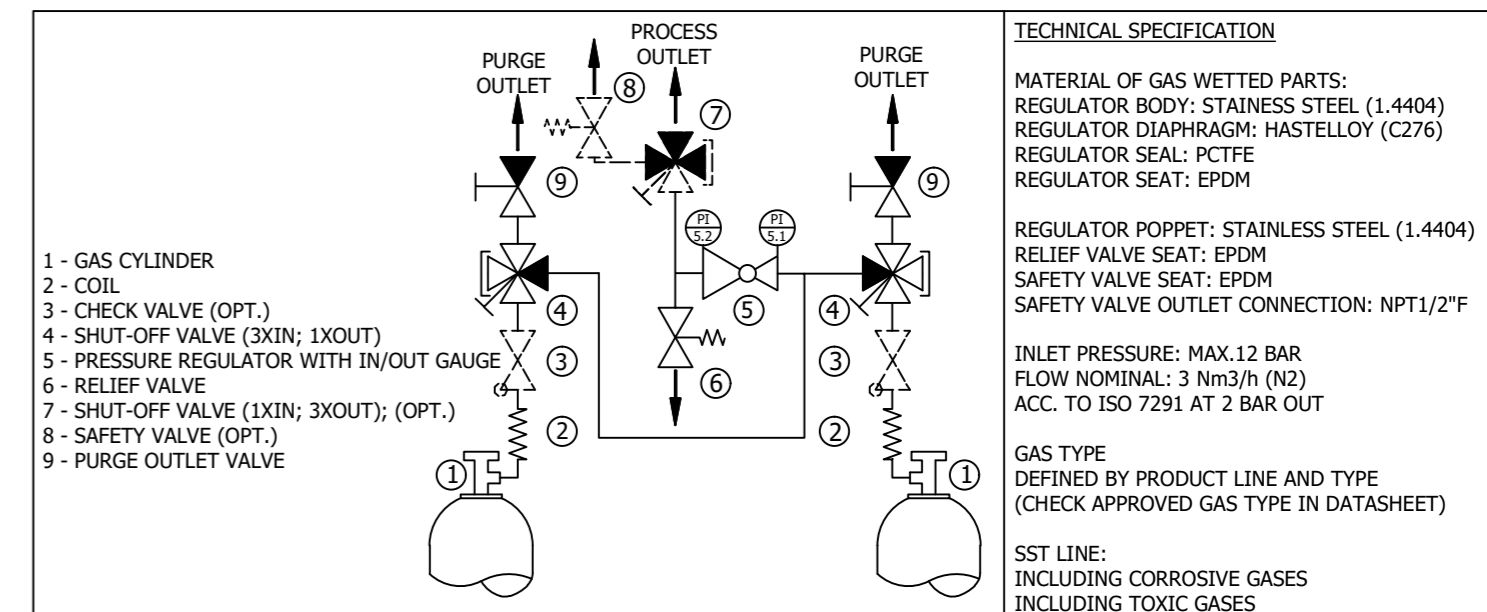 1 - GAS CYLINDER
2 - COIL
3 - CHECK VALVE (OPT.)
4 - SHUT-OFF VALVE (3XIN; 1XOUT)
5 - PRESSURE REGULATOR WITH IN/OUT GAUGE
6 - RELIEF VALVE
7 - SHUT-OFF VALVE (1XIN; 3XOUT); (OPT.)
8 - SAFETY VALVE (OPT.)
9 - PURGE OUTLET VALVE
PURGE
OUTLET
PROCESS
OUTLET
PURGE
OUTLET
8
7
9
9
PI
5.2
PI
5.1
4
5
4
3
6
3
2
2
1
1
TECHNICAL SPECIFICATION
MATERIAL OF GAS WETTED PARTS:
REGULATOR BODY: STAINESS STEEL (1.4404)
REGULATOR DIAPHRAGM: HASTELLOY (C276)
REGULATOR SEAL: PCTFE
REGULATOR SEAT: EPDM
REGULATOR POPPET: STAINLESS STEEL (1.4404)
RELIEF VALVE SEAT: EPDM
SAFETY VALVE SEAT: EPDM
SAFETY VALVE OUTLET CONNECTION: NPT1/2"F
INLET PRESSURE: MAX.12 BAR
FLOW NOMINAL: 3 Nm3/h (N2)
ACC. TO ISO 7291 AT 2 BAR OUT
GAS TYPE
DEFINED BY PRODUCT LINE AND TYPE
(CHECK APPROVED GAS TYPE IN DATASHEET)
SST LINE:
INCLUDING CORROSIVE GASES
INCLUDING TOXIC GASES